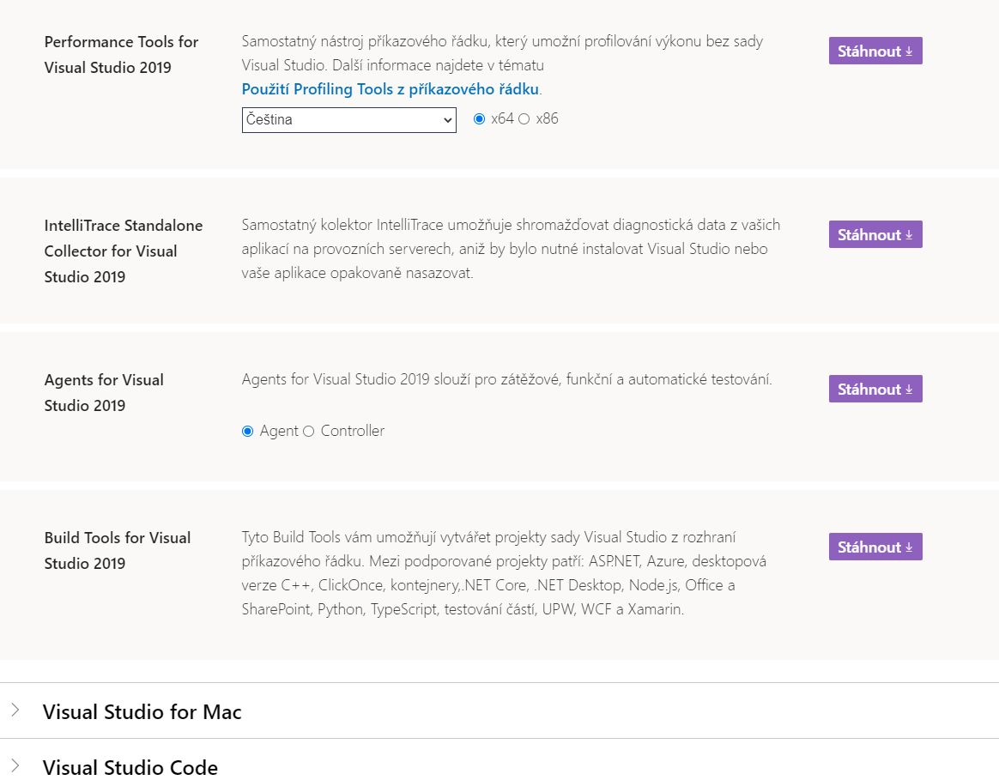 Performance Tools for
Visual Studio 2019
Samostatný nástroj příkazového řádku, který umožní profilování výkonu bez sady
Visual Studio. Další informace najdete v tématu
Použití Profiling Tools z příkazového řádku.
Čeština
x64 x86
Stáhnout
IntelliTrace Standalone
Collector for Visual
Studio 2019
Samostatný kolektor IntelliTrace umožňuje shromažďovat diagnostická data z vašich
aplikací na provozních serverech, aniž by bylo nutné instalovat Visual Studio nebo
vaše aplikace opakovaně nasazovat.
Stáhnout
Agents for Visual
Studio 2019
Agents for Visual Studio 2019 slouží pro zátěžové, funkční a automatické testování.
Agent Controller
Stáhnout
Build Tools for Visual
Studio 2019
Tyto Build Tools vám umožňují vytvářet projekty sady Visual Studio z rozhraní
příkazového řádku. Mezi podporované projekty patří: ASP.NET, Azure, desktopová
verze C++, ClickOnce, kontejnery,.NET Core, .NET Desktop, Node.js, Office a
SharePoint, Python, TypeScript, testování částí, UPW, WCF a Xamarin.
Stáhnout
Visual Studio for Mac
Visual Studio Code